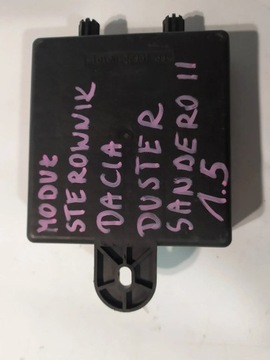 MODUŁ
STEROWNIK
DACIA
DUSTER
SANDERO II
1.5